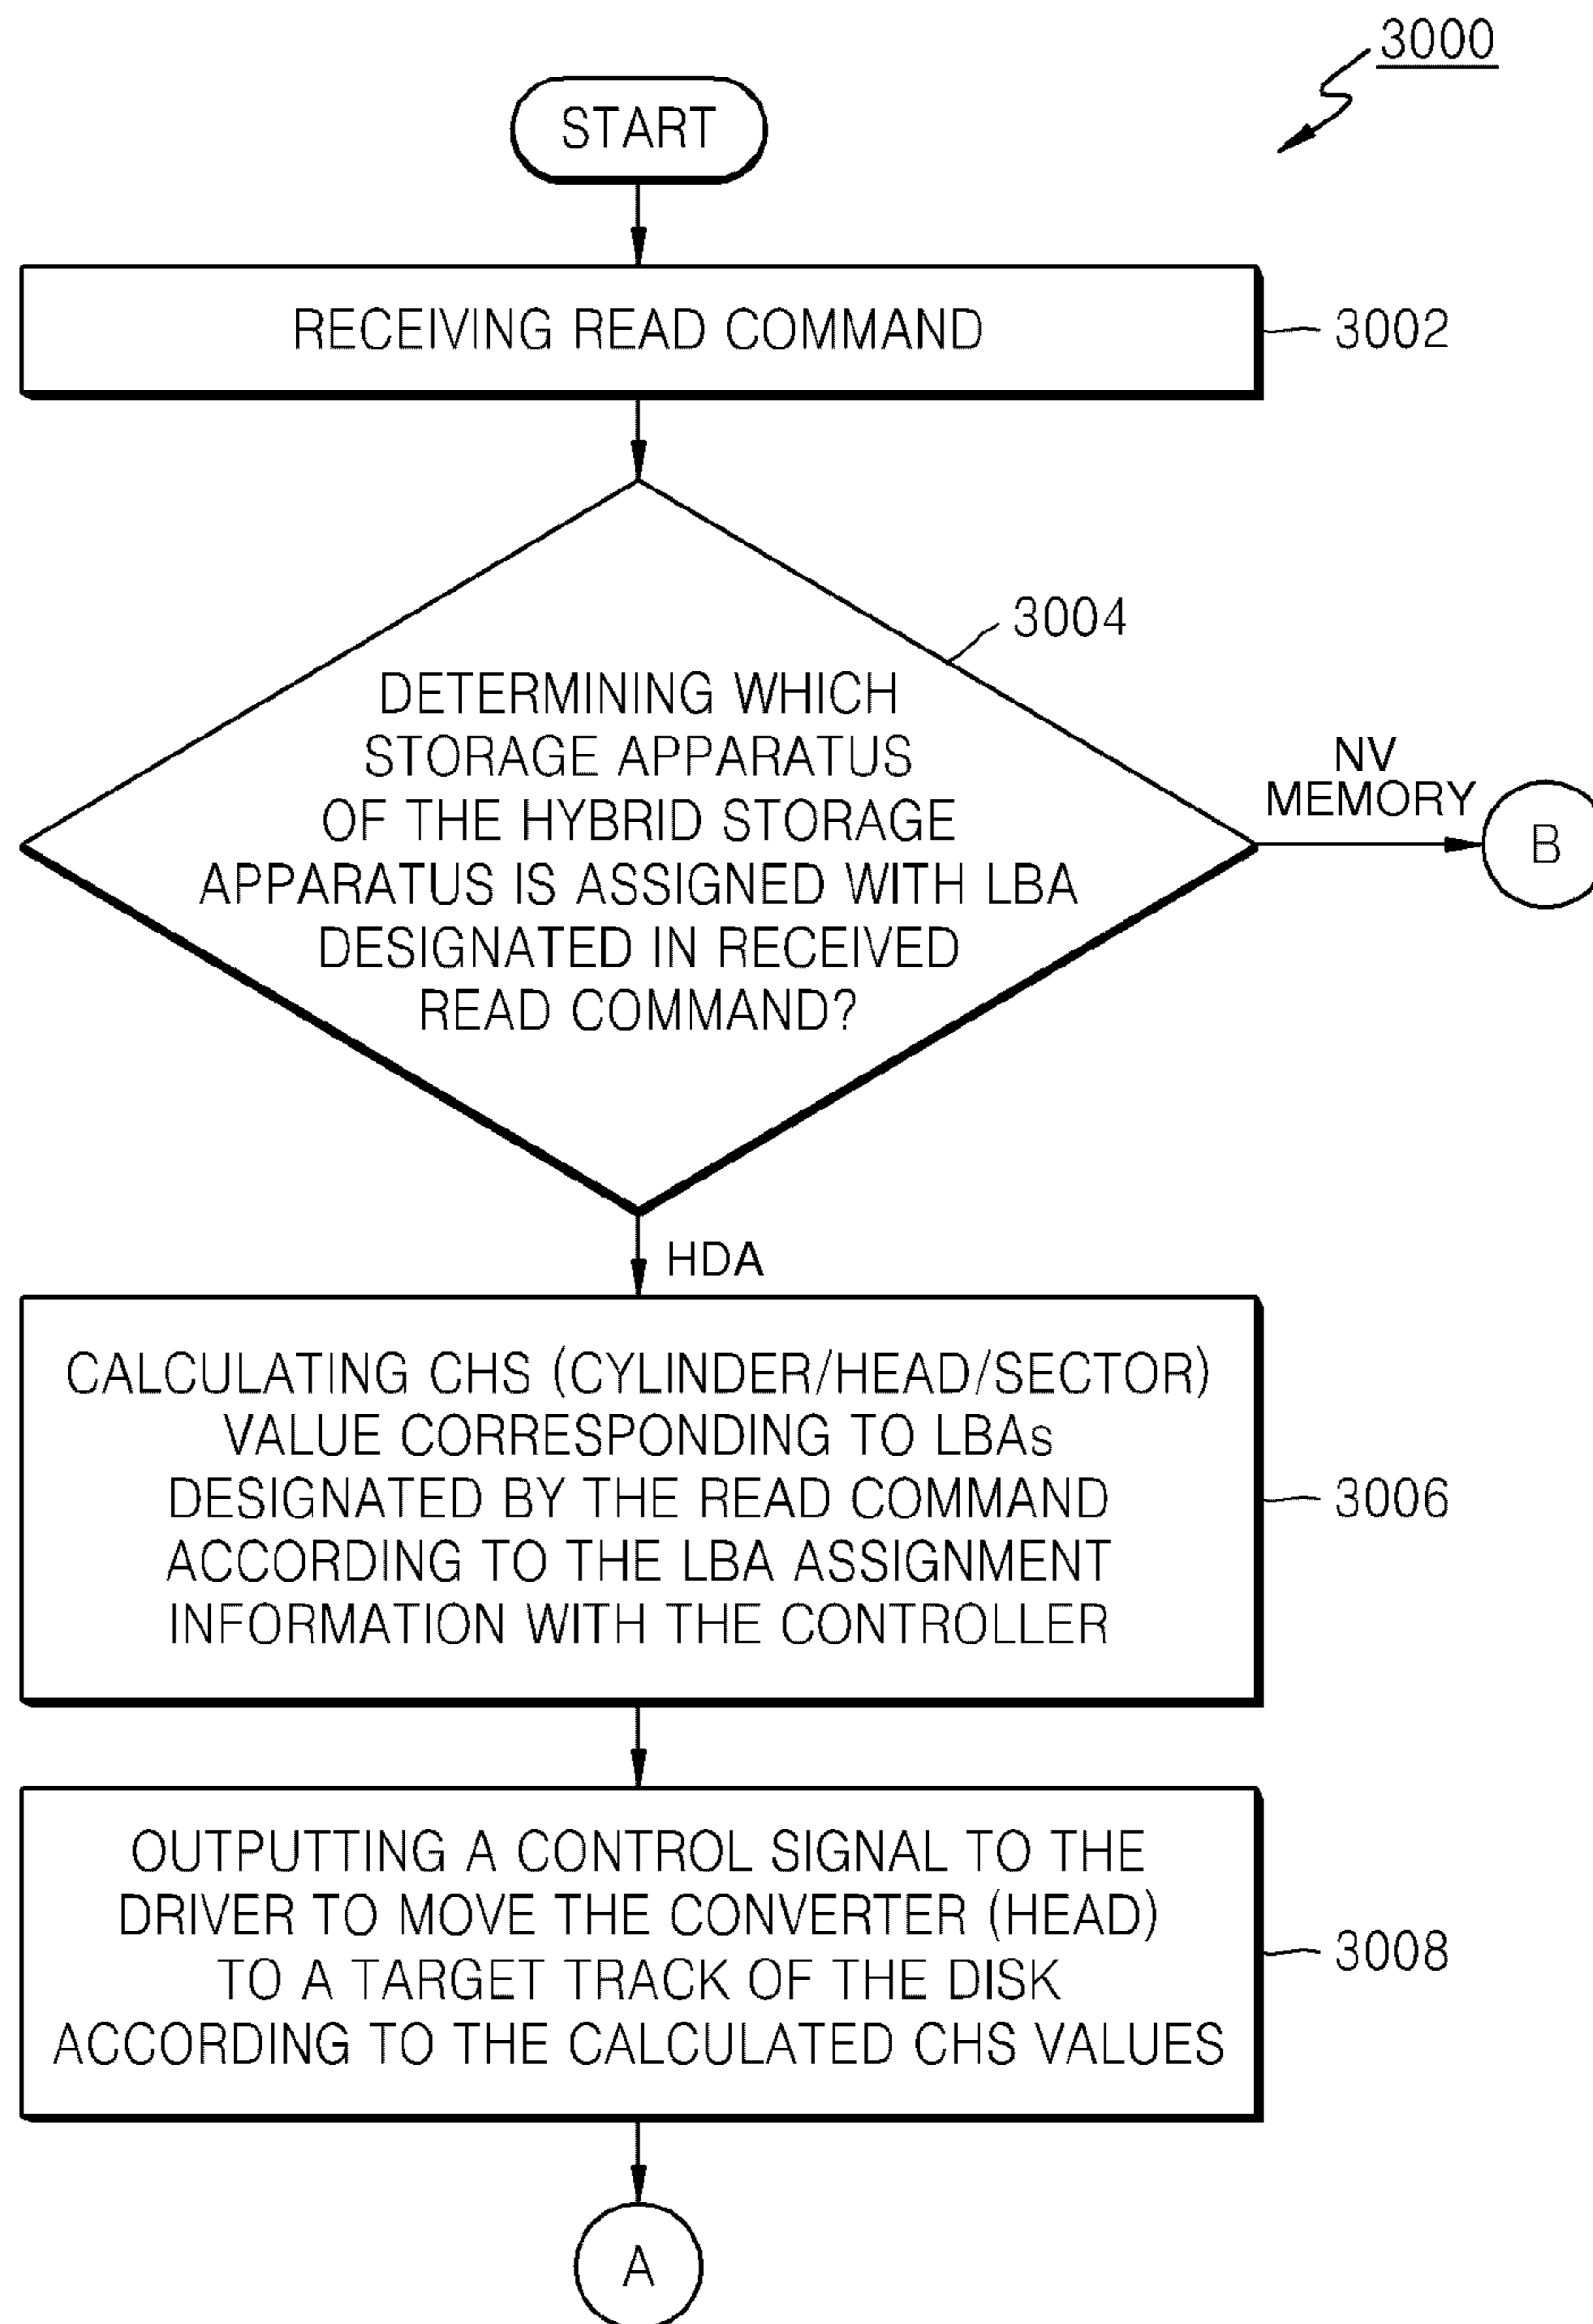 3000
START
RECEIVING READ COMMAND
3002
3004
DETERMINING WHICH
STORAGE APPARATUS
OF THE HYBRID STORAGE
APPARATUS IS ASSIGNED WITH LBA
DESIGNATED IN RECEIVED
READ COMMAND?
NV
MEMORY
B
HDA
CALCULATING CHS (CYLINDER/HEAD/SECTOR)
VALUE CORRESPONDING TO LBAs
DESIGNATED BY THE READ COMMAND
ACCORDING TO THE LBA ASSIGNMENT
INFORMATION WITH THE CONTROLLER
3006
OUTPUTTING A CONTROL SIGNAL TO THE
DRIVER TO MOVE THE CONVERTER (HEAD)
TO A TARGET TRACK OF THE DISK
ACCORDING TO THE CALCULATED CHS VALUES
3008
A